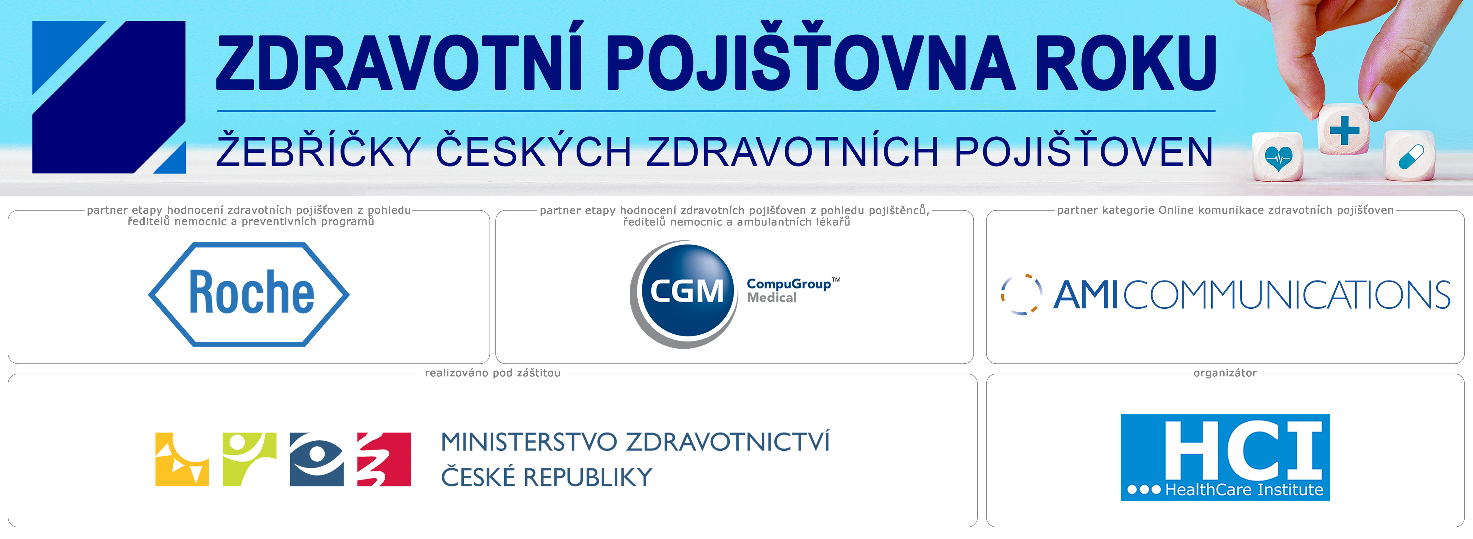 ZDRAVOTNÍ POJIŠŤOVNA ROKU
ŽEBŘÍČKY ČESKÝCH ZDRAVOTNÍCH POJIŠŤOVEN
partner etapy hodnocení zdravotních pojišťoven z pohledu
ředitelů nemocnic a preventivních programů
Roche
partner etapy hodnocení zdravotních pojišťoven z pohledu pojištěnců,
ředitelů nemocnic a ambulantních lékařů
CGM
CompuGroup™
Medical
partner kategorie Online komunikace zdravotních pojišťoven
AMI COMMUNICATIONS
realizováno pod záštitou
MINISTERSTVO ZDRAVOTNICTVÍ
ČESKÉ REPUBLIKY
organizátor
HCI
HealthCare Institute